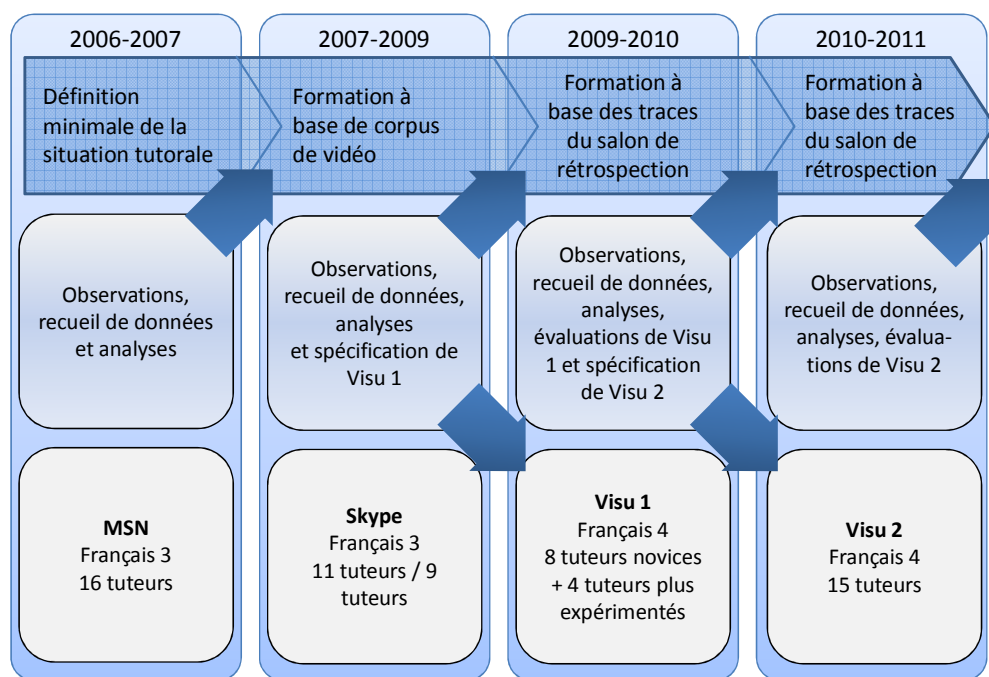 2006-2007
Définition
minimale de la
situation tutorale
Observations,
recueil de données
et analyses
MSN
Français 3
16 tuteurs
2007-2009
Formation à
base de corpus
de vidéo
Observations,
recueil de données,
analyses
et spécification de
Visu 1
Skype
Français 3
11 tuteurs / 9
tuteurs
2009-2010
Formation à
base des traces
du salon de
rétrospection
Observations,
recueil de données,
analyses,
évaluations de Visu
1 et spécification
de Visu 2
Visu 1
Français 4
8 tuteurs novices
+ 4 tuteurs plus
expérimentés
2010-2011
Formation à
base des traces
du salon de
rétrospection
Observations,
recueil de données,
analyses, évalua-
tions de Visu 2
Visu 2
Français 4
15 tuteurs